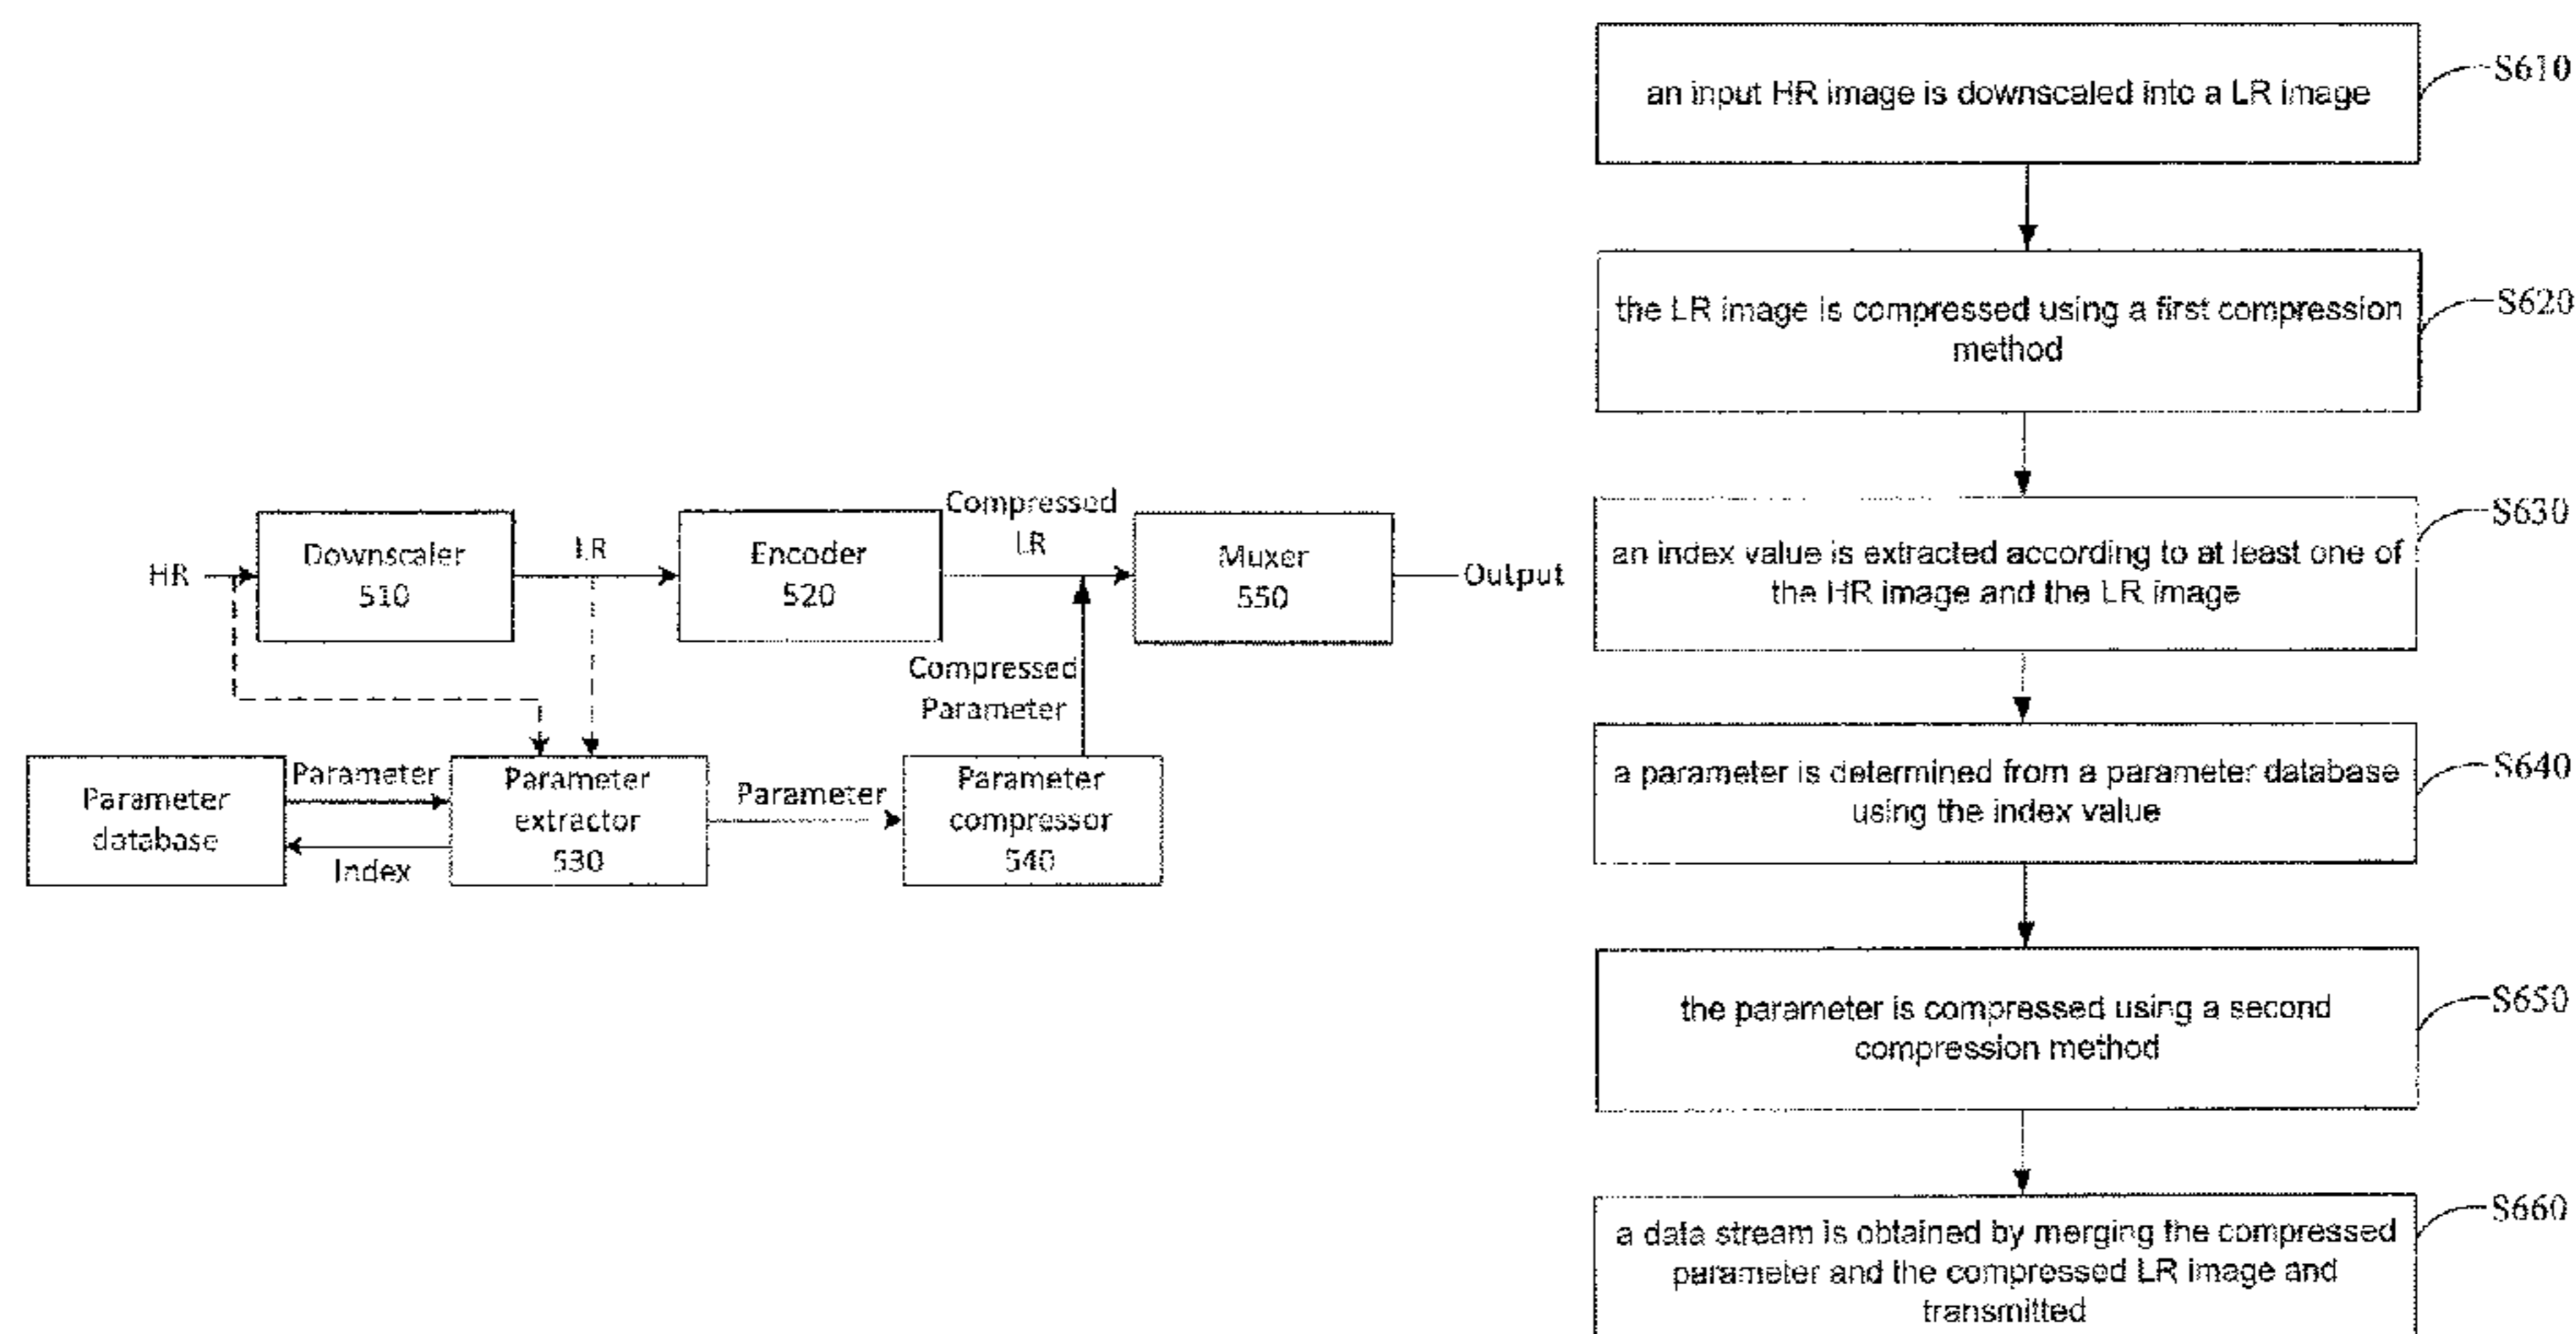 HR
Downscaler
510
LR
Encoder
520
Compressed
LR
Muxer
550
Output
Compressed
Parameter
Parameter
database
Parameter
Index
Parameter
extractor
530
Parameter
Parameter
compressor
540
an input HR image is downscaled into a LR image
S610
the LR image is compressed using a first compression
method
S620
an index value is extracted according to at least one of
the HR image and the LR image
S630
a parameter is determined from a parameter database
using the index value
S640
the parameter is compressed using a second
compression method
S650
a data stream is obtained by merging the compressed
parameter and the compressed LR image and
transmitted
S660